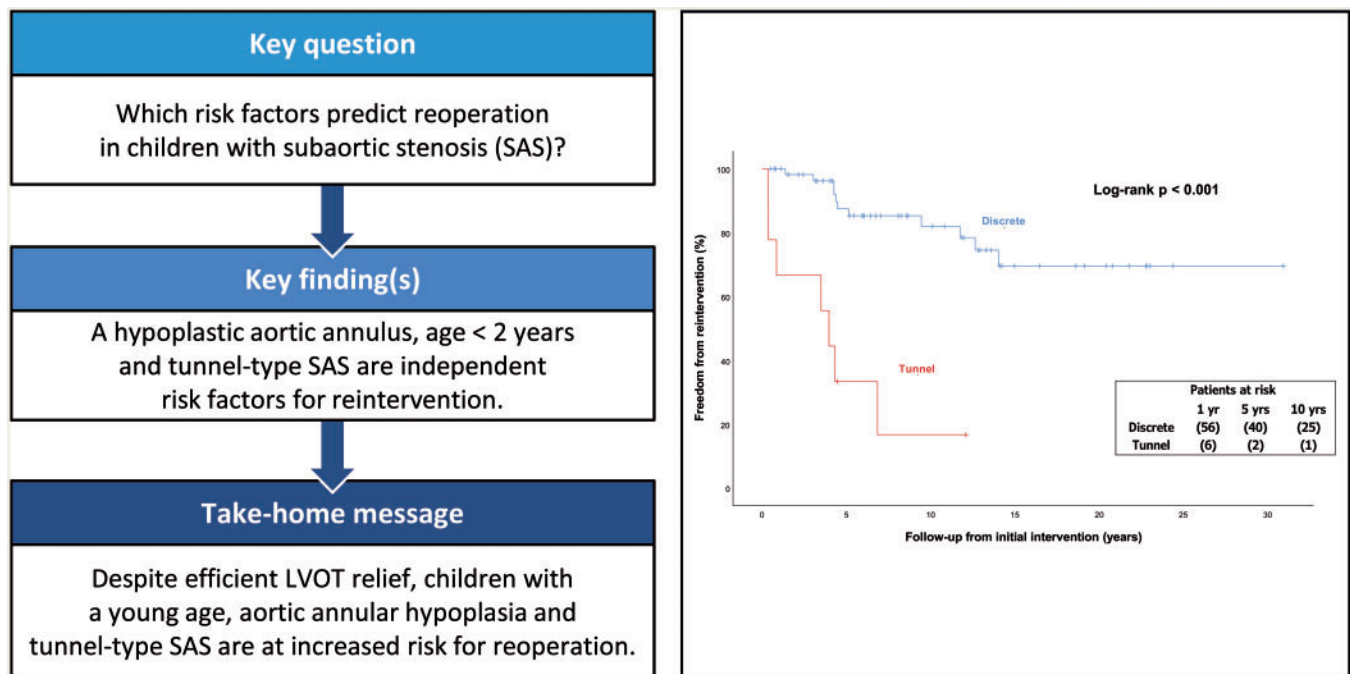 Key question
Which risk factors predict reoperation
in children with subaortic stenosis (SAS)?
Key finding(s)
A hypoplastic aortic annulus, age < 2 years
and tunnel-type SAS are independent
risk factors for reintervention.
Take-home message
Despite efficient LVOT relief, children with
a young age, aortic annular hypoplasia and
tunnel-type SAS are at increased risk for reoperation.
Freedom from reintervention (%)
100
80
60
40
20
0
Log-rank p < 0.001
Discrete
Tunnel
Patients at risk
1 yr 5 yrs 10 yrs
Discrete (56) (40) (25)
Tunnel (6) (2) (1)
0 5 10 15 20 25 30
Follow-up from initial intervention (years)